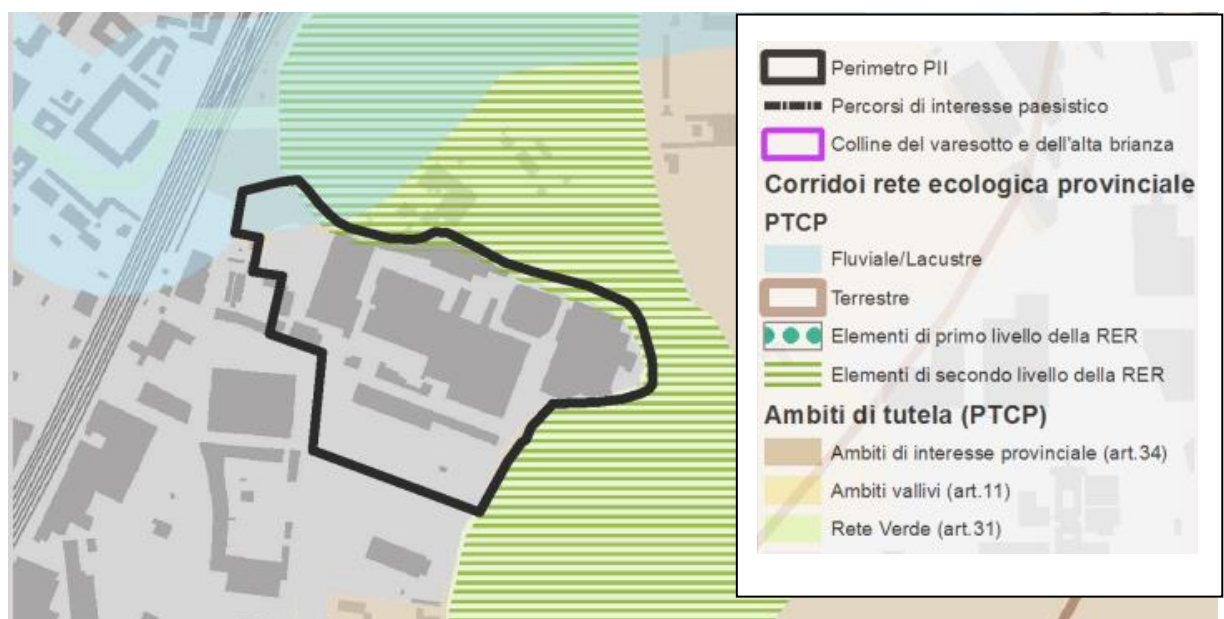 Perimetro PII
Percorsi di interesse paesistico
Colline del varesotto e dell'alta brianza
Corridoi rete ecologica provinciale
PTCP
Fluviale/Lacustre
Terrestre
Elementi di primo livello della RER
Elementi di secondo livello della RER
Ambiti di tutela (PTCP)
Ambiti di interesse provinciale (art.34)
Ambiti vallivi (art.11)
Rete Verde (art.31)